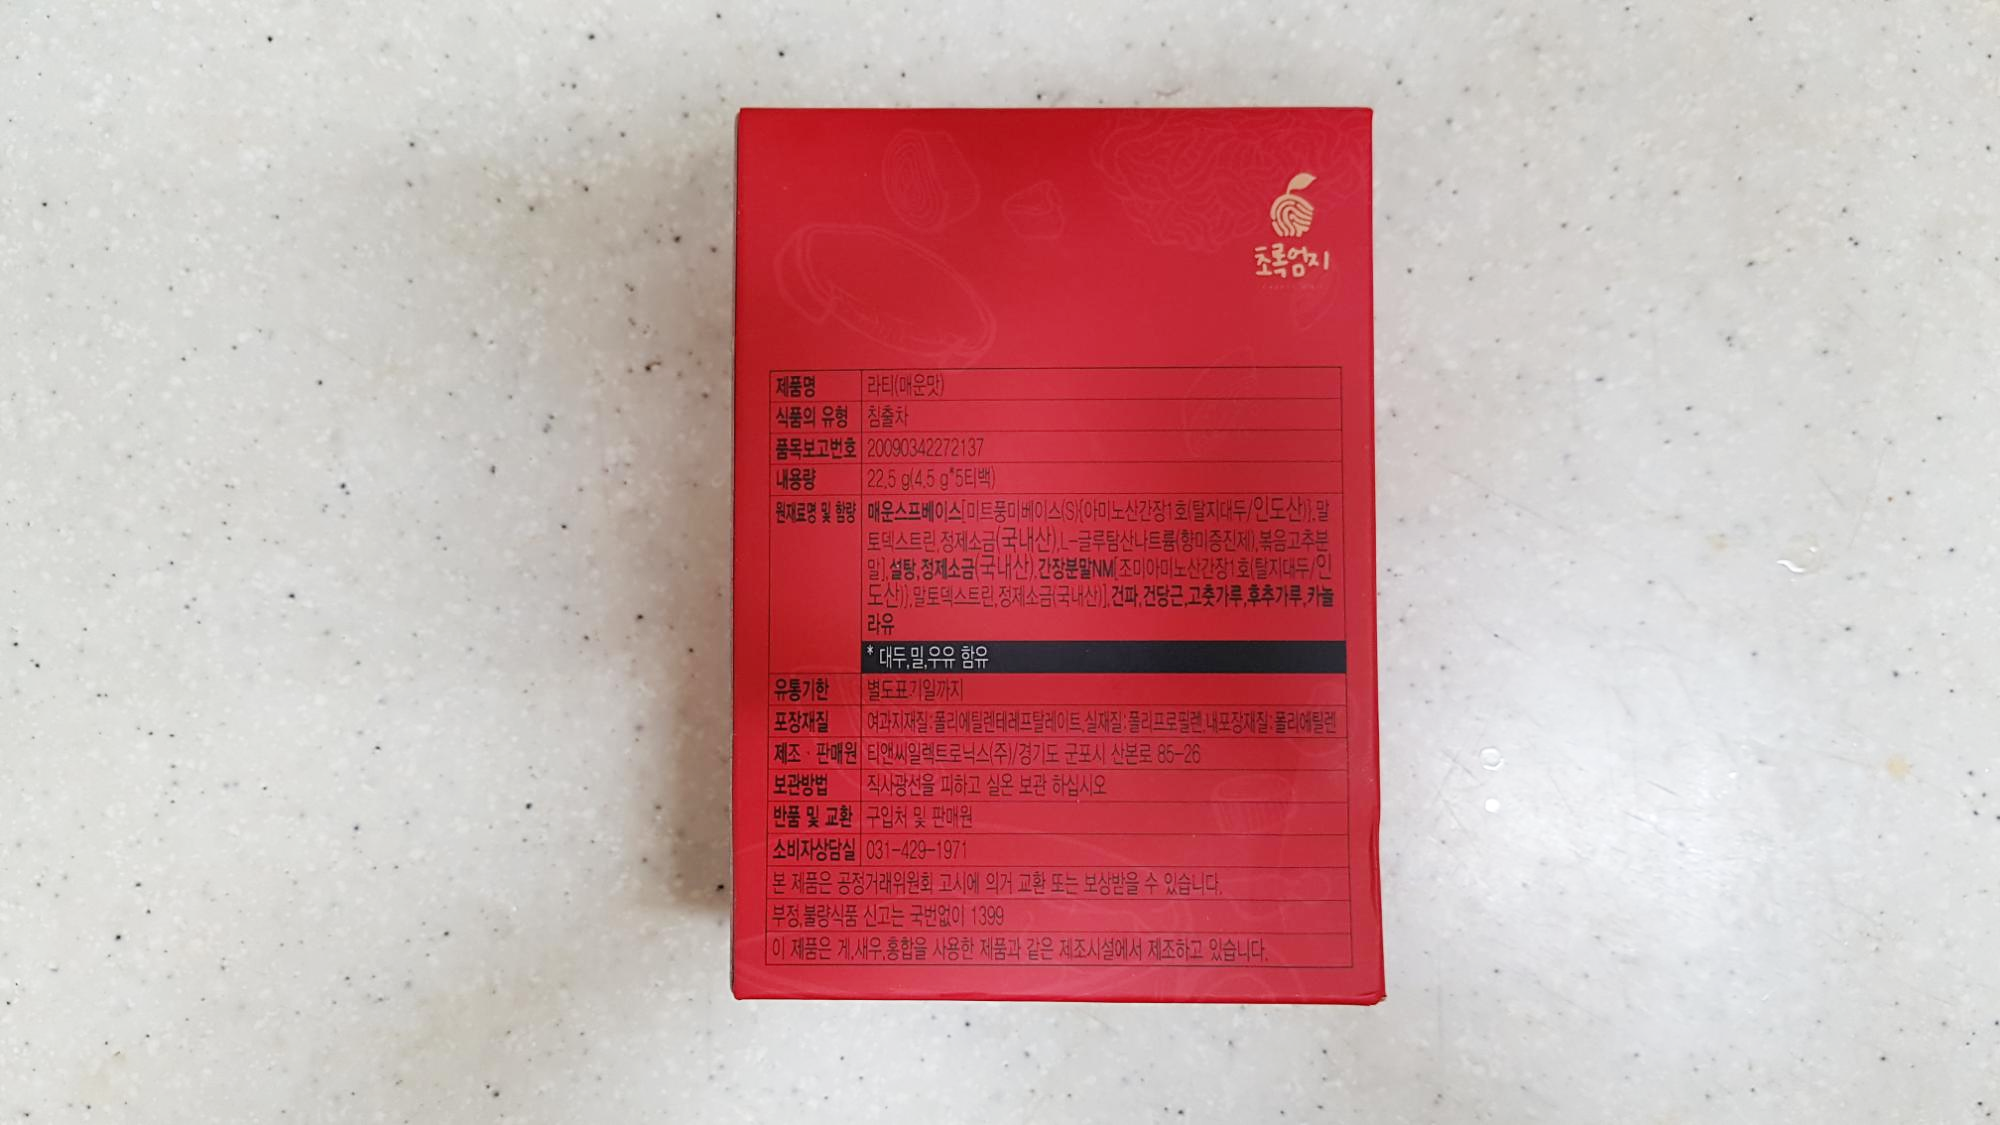 초록엄지
제품명 라티(매운맛)
식품의 유형 침출차
품목보고번호 20090342272137
내용량 22.5 g(4.5 g*5티백)
원재료명 및 함량 매운스프베이스[미트풍미베이스(S){아미노산간장1호(탈지대두/인도산)},말
토덱스트린,정제소금(국내산),L-글루탐산나트륨(향미증진제),볶음고추분
말],설탕,정제소금(국내산),간장분말NM[조미아미노산간장1호(탈지대두/인
도산)},말토덱스트린,정제소금(국내산)],건파,건당근,고춧가루,후추가루,카놀
라유
* 대두,밀,우유 함유
유통기한 별도표기일까지
포장재질 여과지재질:폴리에틸렌테레프탈레이트,실재질:폴리프로필렌,내포장재질:폴리에틸렌
제조·판매원 티앤씨일렉트로닉스(주)/경기도 군포시 산본로 85-26
보관방법 직사광선을 피하고 실온 보관 하십시오
반품 및 교환 구입처 및 판매원
소비자상담실 031-429-1971
본 제품은 공정거래위원회 고시에 의거 교환 또는 보상받을 수 있습니다.
부정,불량식품 신고는 국번없이 1399
이 제품은 게,새우,홍합을 사용한 제품과 같은 제조시설에서 제조하고 있습니다.